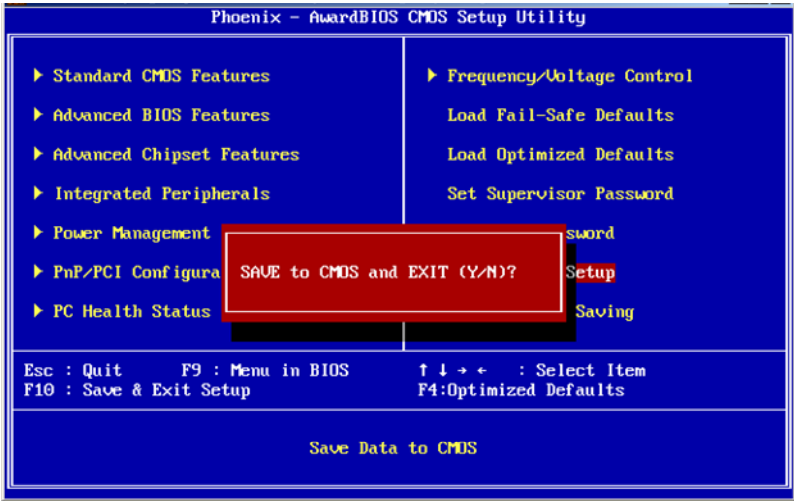 Phoenix - AwardBIOS CMOS Setup Utility
Standard CMOS Features
Advanced BIOS Features
Advanced Chipset Features
Integrated Peripherals
Power Management
PnP/PCI Configura
PC Health Status
Frequency/Voltage Control
Load Fail-Safe Defaults
Load Optimized Defaults
Set Supervisor Password
sword
Setup
Saving
SAVE to CMOS and EXIT (Y/N)?
Esc : Quit F9 : Menu in BIOS ↑ ↓ → ← : Select Item
F10 : Save & Exit Setup F4:Optimized Defaults
Save Data to CMOS